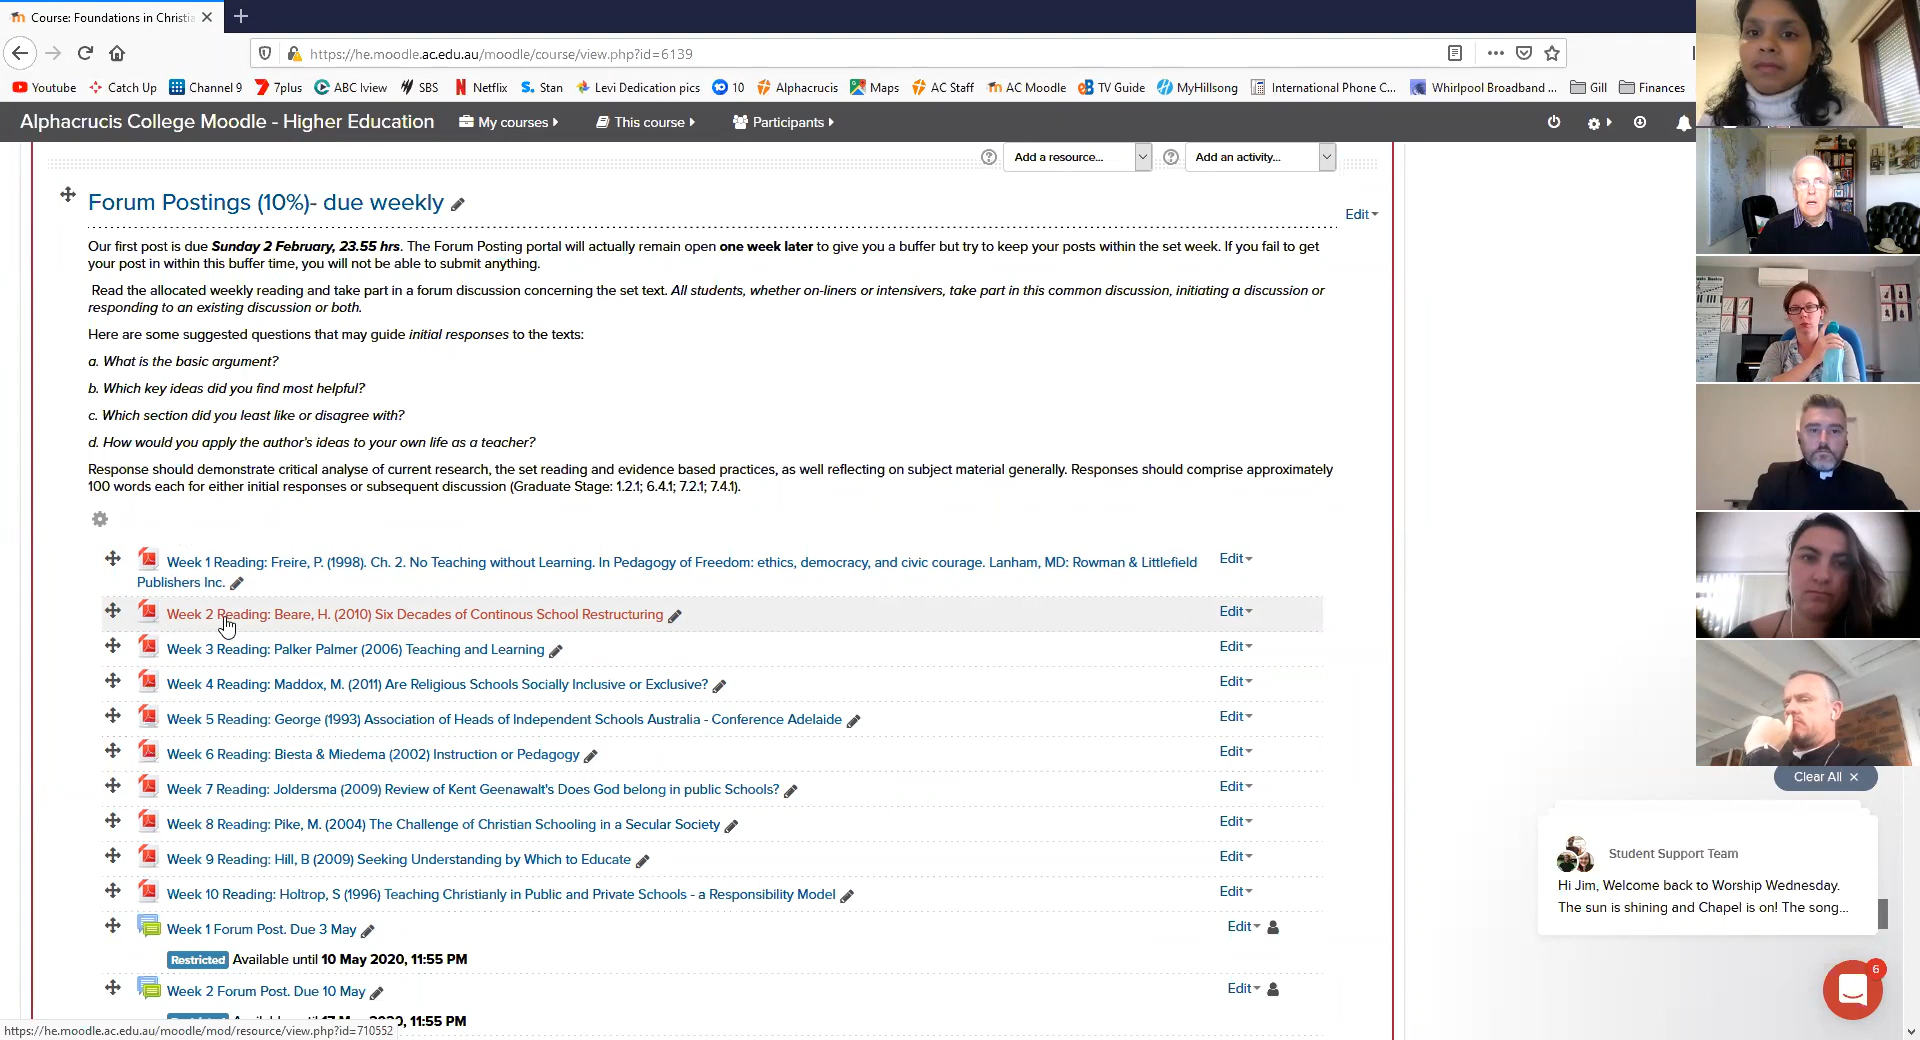 Course: Foundations in Christi
https://he.moodle.ac.edu.au/moodle/course/view.php?id=6139
Youtube Catch Up Channel 9 7plus ABC Iview SBS Netflix Stan Levi Dedication pics 10 Alphacrucis Maps AC Staff AC Moodle TV Guide MyHillsong International Phone C... Whirlpool Broadband ... Gill Finances
Alphacrucis College Moodle - Higher Education My courses This course Participants
Add a resource... Add an activity...
Forum Postings (10%)- due weekly
Edit
Our first post is due Sunday 2 February, 23.55 hrs. The Forum Posting portal will actually remain open one week later to give you a buffer but try to keep your posts within the set week. If you fail to get
your post in within this buffer time, you will not be able to submit anything.
Read the allocated weekly reading and take part in a forum discussion concerning the set text. All students, whether on-liners or intensivers, take part in this common discussion, initiating a discussion or
responding to an existing discussion or both.
Here are some suggested questions that may guide initial responses to the texts:
a. What is the basic argument?
b. Which key ideas did you find most helpful?
c. Which section did you least like or disagree with?
d. How would you apply the author's ideas to your own life as a teacher?
Response should demonstrate critical analyse of current research, the set reading and evidence based practices, as well reflecting on subject material generally. Responses should comprise approximately
100 words each for either initial responses or subsequent discussion (Graduate Stage: 1.2.1; 6.4.1; 7.2.1; 7.4.1).
Week 1 Reading: Freire, P. (1998). Ch. 2. No Teaching without Learning. In Pedagogy of Freedom: ethics, democracy, and civic courage. Lanham, MD: Rowman & Littlefield Edit
Publishers Inc.
Week 2 Reading: Beare, H. (2010) Six Decades of Continous School Restructuring Edit
Week 3 Reading: Palker Palmer (2006) Teaching and Learning Edit
Week 4 Reading: Maddox, M. (2011) Are Religious Schools Socially Inclusive or Exclusive? Edit
Week 5 Reading: George (1993) Association of Heads of Independent Schools Australia - Conference Adelaide Edit
Week 6 Reading: Biesta & Miedema (2002) Instruction or Pedagogy Edit
Week 7 Reading: Joldersma (2009) Review of Kent Geenawalt's Does God belong in public Schools? Edit
Week 8 Reading: Pike, M. (2004) The Challenge of Christian Schooling in a Secular Society Edit
Week 9 Reading: Hill, B (2009) Seeking Understanding by Which to Educate Edit
Week 10 Reading: Holtrop, S (1996) Teaching Christianly in Public and Private Schools - a Responsibility Model Edit
Week 1 Forum Post. Due 3 May Edit
Restricted Available until 10 May 2020, 11:55 PM
Week 2 Forum Post. Due 10 May Edit
11:55 PM
https://he.moodle.ac.edu.au/moodle/mod/resource/view.php?id=710552
Clear All ×
Student Support Team
Hi Jim, Welcome back to Worship Wednesday.
The sun is shining and Chapel is on! The song...
6